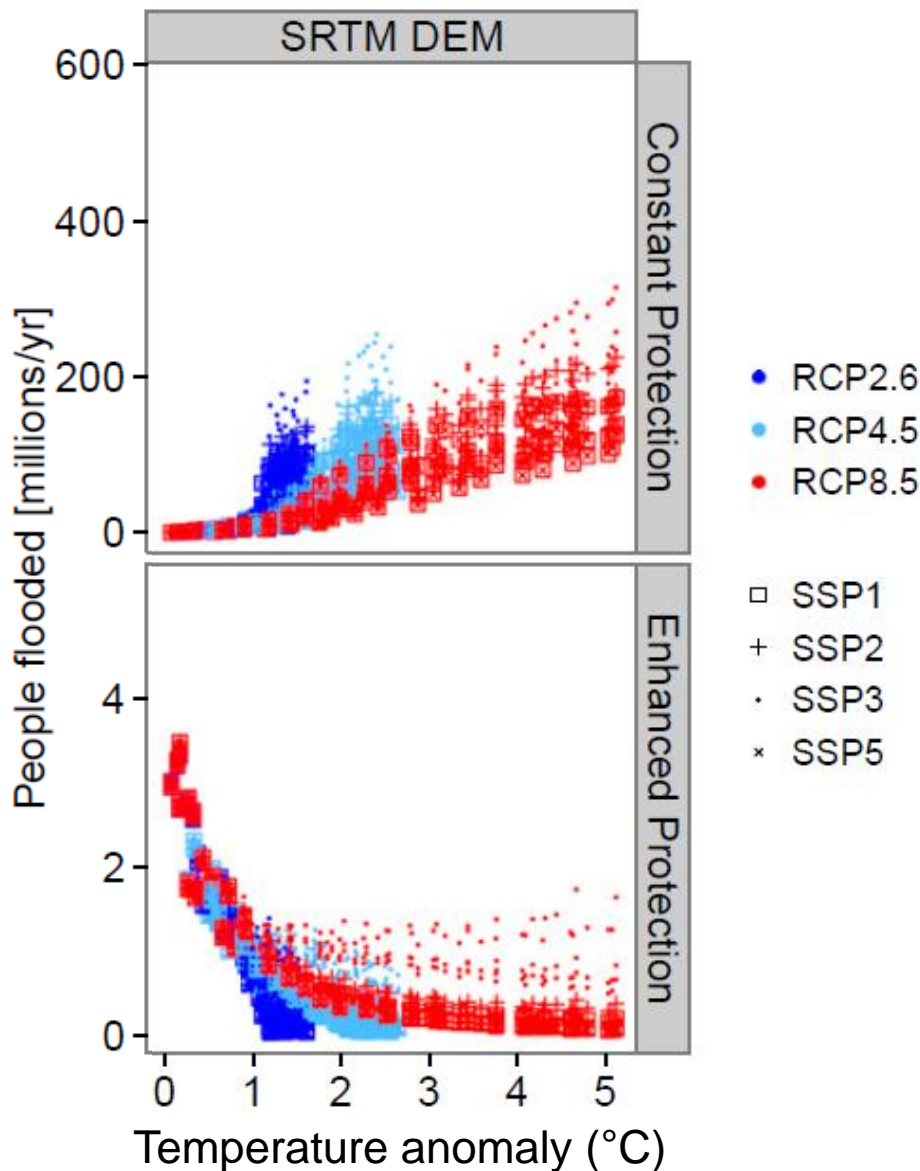 SRTM DEM
600
400
200
0
Constant Protection
People flooded [millions/yr]
4
2
0
Enhanced Protection
0 1 2 3 4 5
Temperature anomaly (°C)
RCP2.6
RCP4.5
RCP8.5
SSP1
SSP2
SSP3
SSP5